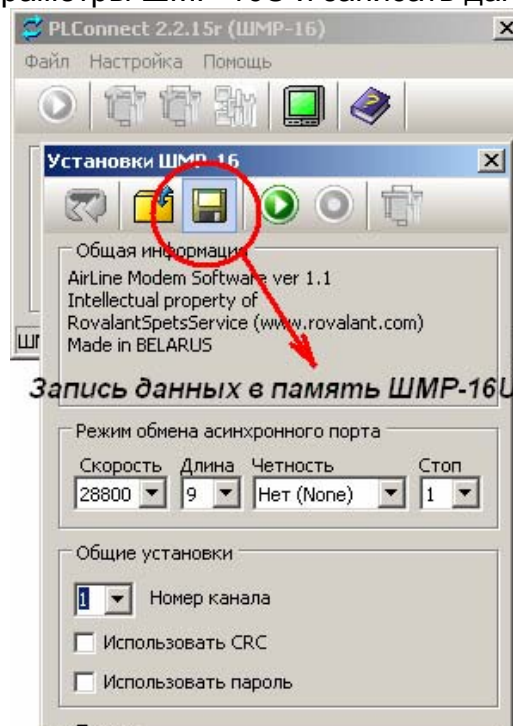 раметры ШМР-16U и записать дан
PLConnect 2.2.15r (ШМР-16)
Файл Настройка Помощь
Установки ШМР-16
Общая информация
AirLine Modem Software ver 1.1
Intellectual property of
RovalantSpetsService (www.rovalant.com)
Made in BELARUS
Запись данных в память ШМР-16U
Режим обмена асинхронного порта
Скорость Длина Четность Стоп
28800 9 Нет (None) 1
Общие установки
1 Номер канала
Использовать CRC
Использовать пароль